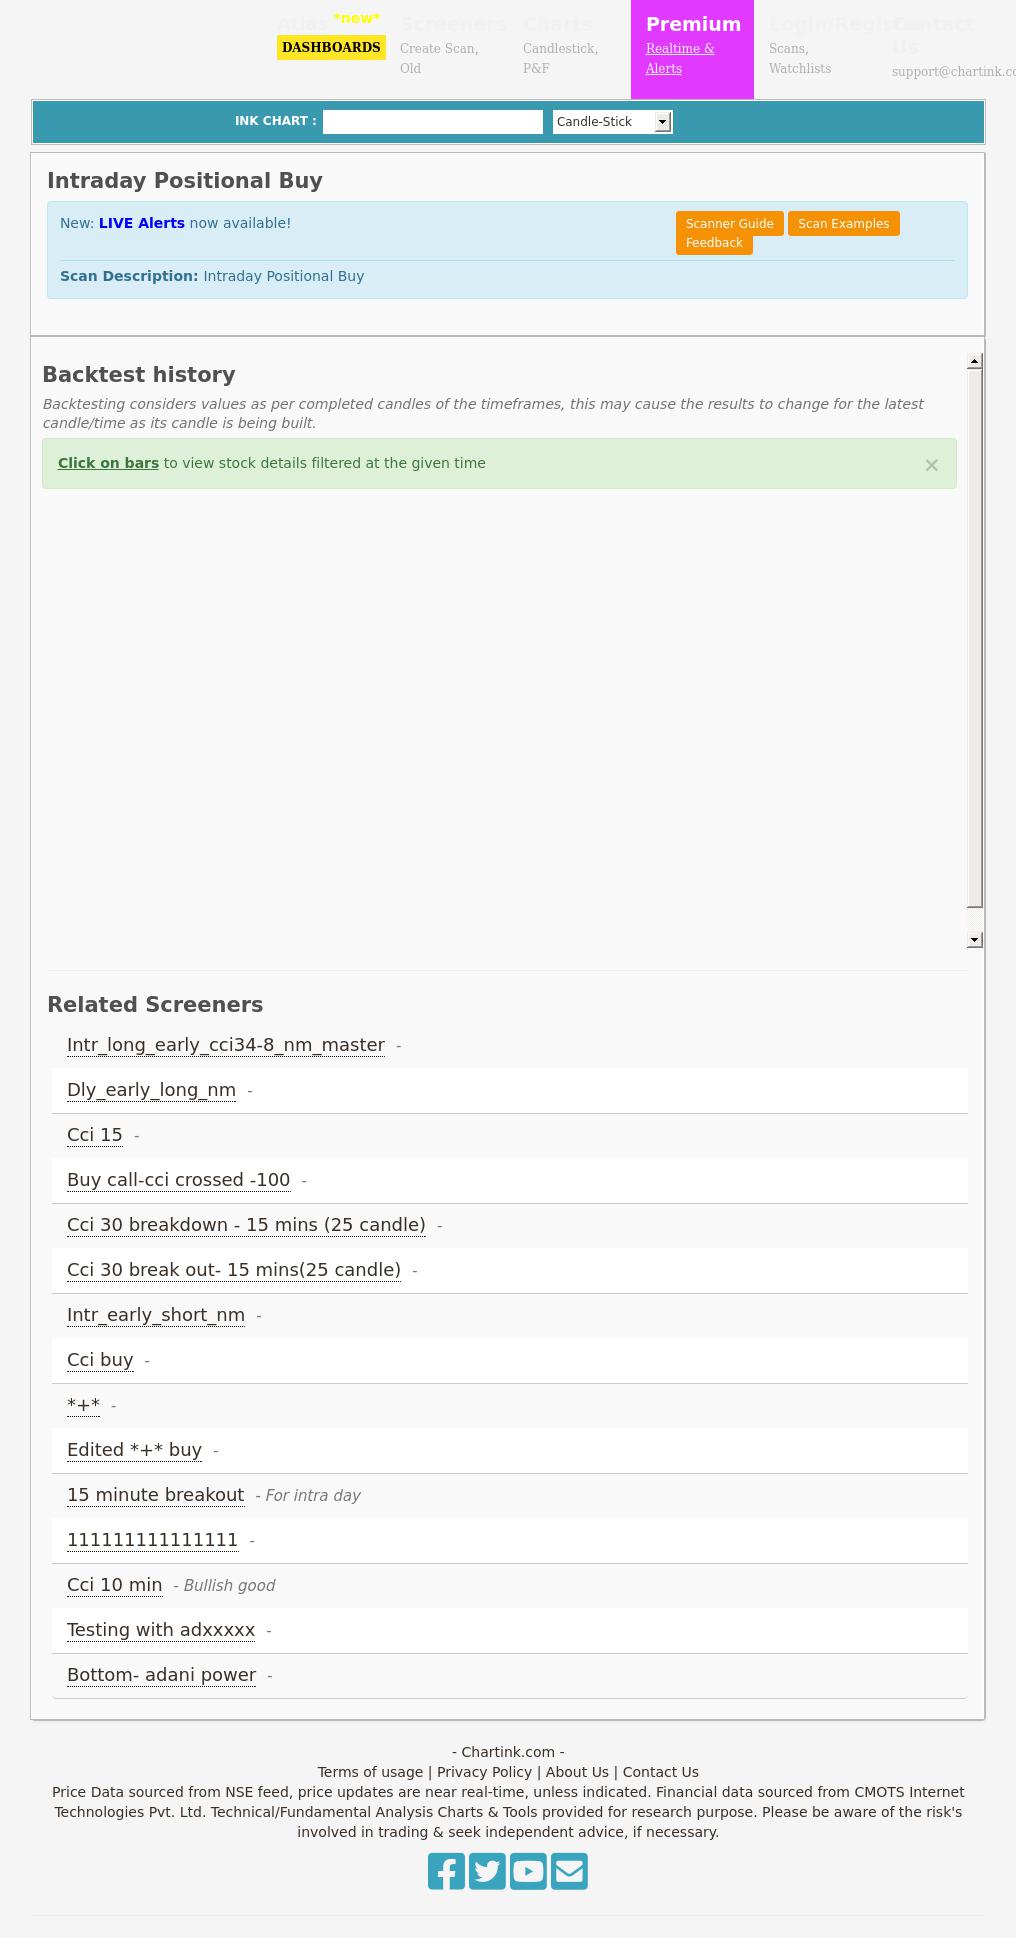 Atlas *new*
DASHBOARDS
Screeners
Create Scan,
Old
Charts
Candlestick,
P&F
Premium
Realtime &
Alerts
Scans,
Watchlists
Contact
Us
support@chartink.co
INK CHART :
Candle-Stick
Intraday Positional Buy
New: LIVE Alerts now available!
Scanner Guide
Scan Examples
Feedback
Scan Description: Intraday Positional Buy
Backtest history
Backtesting considers values as per completed candles of the timeframes, this may cause the results to change for the latest
candle/time as its candle is being built.
Click on bars to view stock details filtered at the given time
×
Related Screeners
Intr_long_early_cci34-8_nm_master -
Dly_early_long_nm -
Cci 15 -
Buy call-cci crossed -100 -
Cci 30 breakdown - 15 mins (25 candle) -
Cci 30 break out- 15 mins(25 candle) -
Intr_early_short_nm -
Cci buy -
*+* -
Edited *+* buy -
15 minute breakout - For intra day
111111111111111 -
Cci 10 min - Bullish good
Testing with adxxxxx -
Bottom- adani power -
- Chartink.com -
Terms of usage | Privacy Policy | About Us | Contact Us
Price Data sourced from NSE feed, price updates are near real-time, unless indicated. Financial data sourced from CMOTS Internet
Technologies Pvt. Ltd. Technical/Fundamental Analysis Charts & Tools provided for research purpose. Please be aware of the risk's
involved in trading & seek independent advice, if necessary.